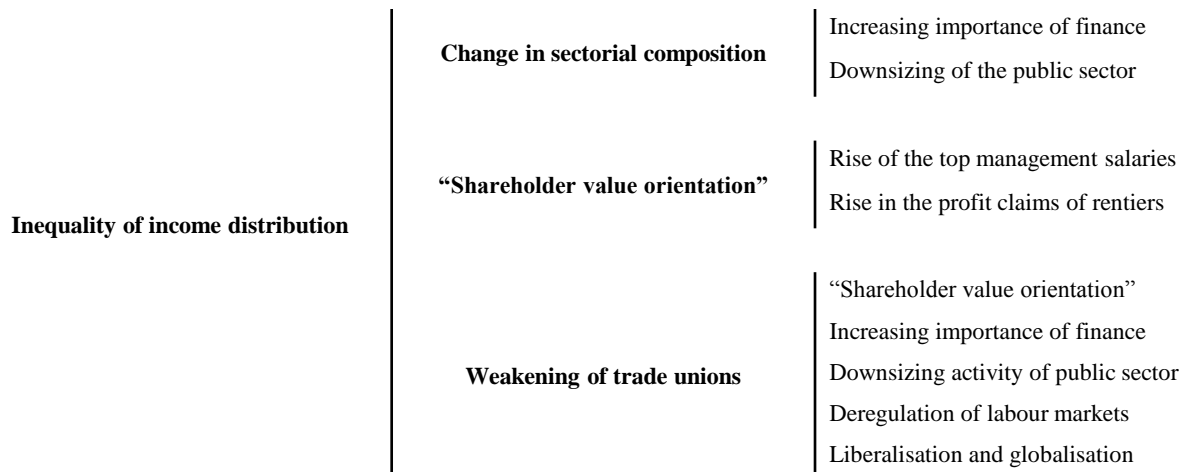 Inequality of income distribution
Change in sectorial composition
Increasing importance of finance
Downsizing of the public sector
“Shareholder value orientation”
Rise of the top management salaries
Rise in the profit claims of rentiers
Weakening of trade unions
“Shareholder value orientation”
Increasing importance of finance
Downsizing activity of public sector
Deregulation of labour markets
Liberalisation and globalisation